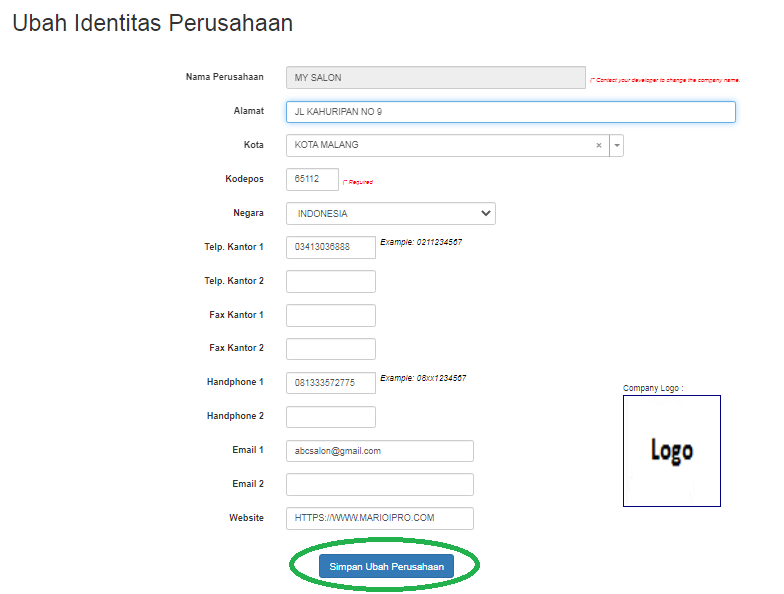 Ubah Identitas Perusahaan
Nama Perusahaan MY SALON (* Contact your developer to change the company name.
Alamat JL KAHURIPAN NO 9
Kota KOTA MALANG ×
Kodepos 65112 (* Required
Negara INDONESIA
Telp. Kantor 1 03413036888 Example: 0211234567
Telp. Kantor 2
Fax Kantor 1
Fax Kantor 2
Handphone 1 081333572775 Example: 08xx1234567
Company Logo :
Handphone 2
Logo
Email 1 abcsalon@gmail.com
Email 2
Website HTTPS://WWW.MARIOIPRO.COM
Simpan Ubah Perusahaan